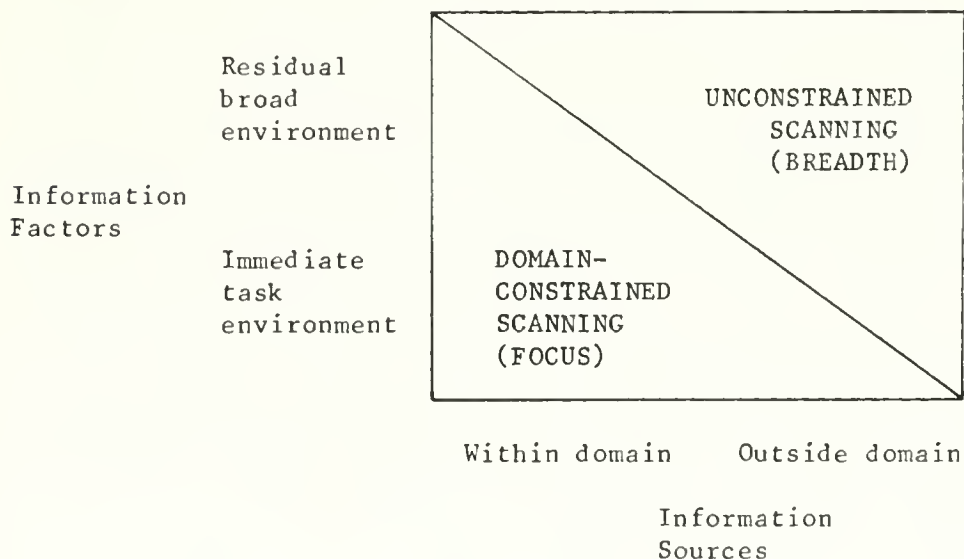 Residual
broad
environment
UNCONSTRAINED
SCANNING
(BREADTH)
Information
Factors
Immediate
task
environment
DOMAIN-
CONSTRAINED
SCANNING
(FOCUS)
Within domain
Outside domain
Information
Sources